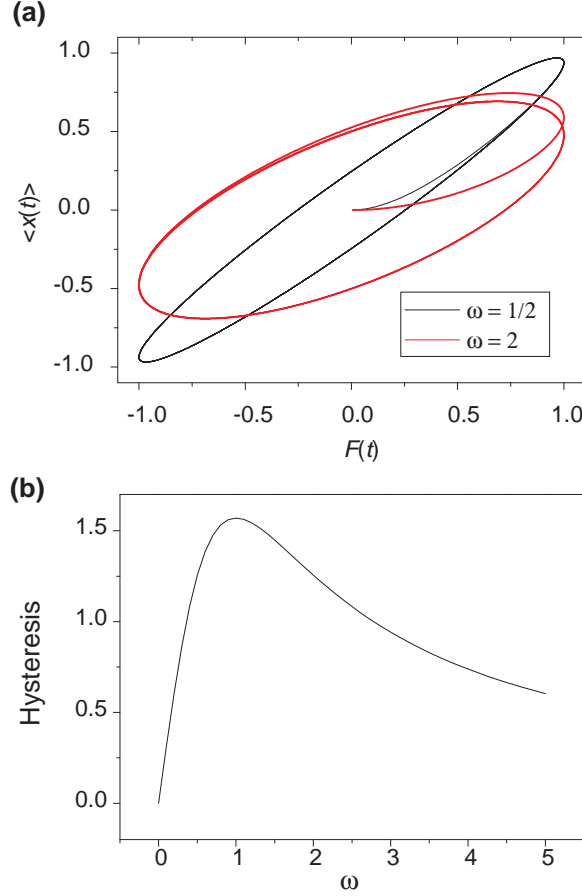 (a)
1.0
0.5
0.0
-0.5
-1.0
<x(t)>
ω = 1/2
ω = 2
-1.0 -0.5 0.0 0.5 1.0
F(t)
(b)
1.5
1.0
0.5
0.0
Hysteresis
0 1 2 3 4 5
ω